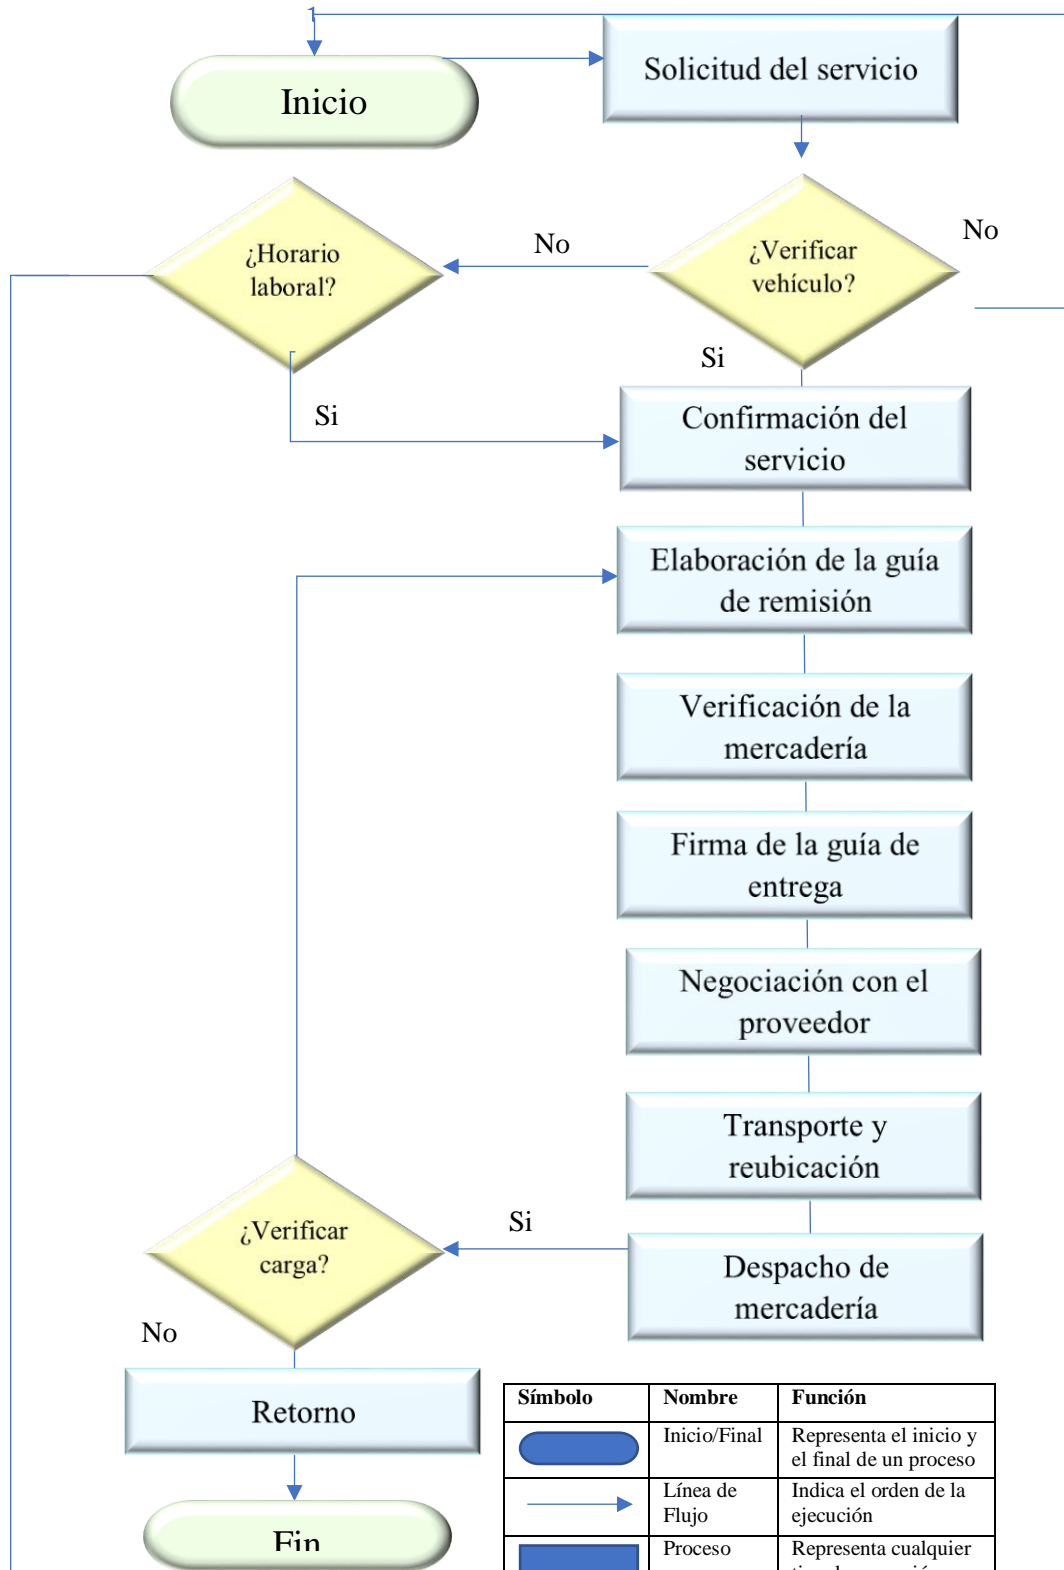 1
Inicio
Solicitud del servicio
¿Horario
laboral?
No
¿Verificar
vehículo?
No
Si
Si
Confirmación del
servicio
Elaboración de la guía
de remisión
Verificación de la
mercadería
Firma de la guía de
entrega
Negociación con el
proveedor
Transporte y
reubicación
¿Verificar
carga?
Si
Despacho de
mercadería
No
Retorno
Fin
Símbolo Nombre Función
Inicio/Final Representa el inicio y
el final de un proceso
Línea de Indica el orden de la
Flujo ejecución
Proceso Representa cualquier